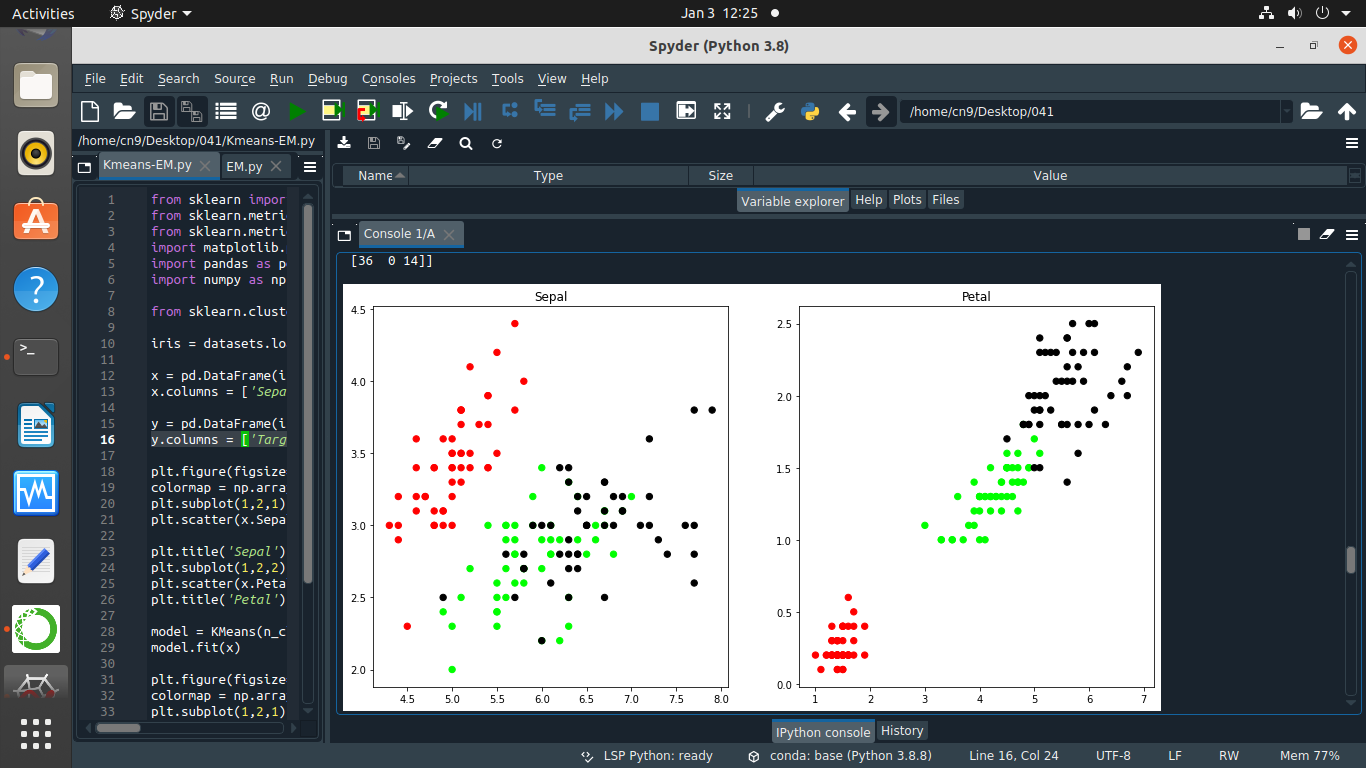 Activities
Spyder
Jan 3 12:25
Spyder (Python 3.8)
File Edit Search Source Run Debug Consoles Projects Tools View Help
/home/cn9/Desktop/041
/home/cn9/Desktop/041/Kmeans-EM.py
Kmeans-EM.py
EM.py
1 from sklearn impor
2 from sklearn.metri
3 from sklearn.metri
4 import matplotlib.
5 import pandas as p
6 import numpy as np
7
8 from sklearn.clust
9
10 iris = datasets.lo
11
12 x = pd.DataFrame(i
13 x.columns = ['Sepa
14
15 y = pd.DataFrame(i
16 y.columns = ['Targ
17
18 plt.figure(figsize
19 colormap = np.arra
20 plt.subplot(1,2,1)
21 plt.scatter(x.Sepa
22
23 plt.title('Sepal')
24 plt.subplot(1,2,2)
25 plt.scatter(x.Peta
26 plt.title('Petal')
27
28 model = KMeans(n_c
29 model.fit(x)
30
31 plt.figure(figsize
32 colormap = np.arra
33 plt.subplot(1,2,1)
Name Type Size Value
Variable explorer Help Plots Files
Console 1/A
[36 0 14]]
Sepal
4.5
4.0
3.5
3.0
2.5
2.0
4.5 5.0 5.5 6.0 6.5 7.0 7.5 8.0
Petal
2.5
2.0
1.5
1.0
0.5
0.0
1 2 3 4 5 6 7
IPython console History
LSP Python: ready conda: base (Python 3.8.8) Line 16, Col 24 UTF-8 LF RW Mem 77%